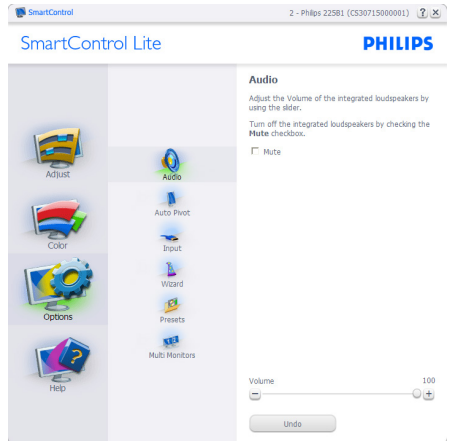 SmartControl
2 - Philips 225B1 (CS30715000001)
SmartControl Lite
PHILIPS
Adjust
Color
Options
Help
Audio
Auto Pivot
Input
Wizard
Presets
Multi Monitors
Audio
Adjust the Volume of the integrated loudspeakers by
using the slider.
Turn off the integrated loudspeakers by checking the
Mute checkbox.
Mute
Volume 100
Undo